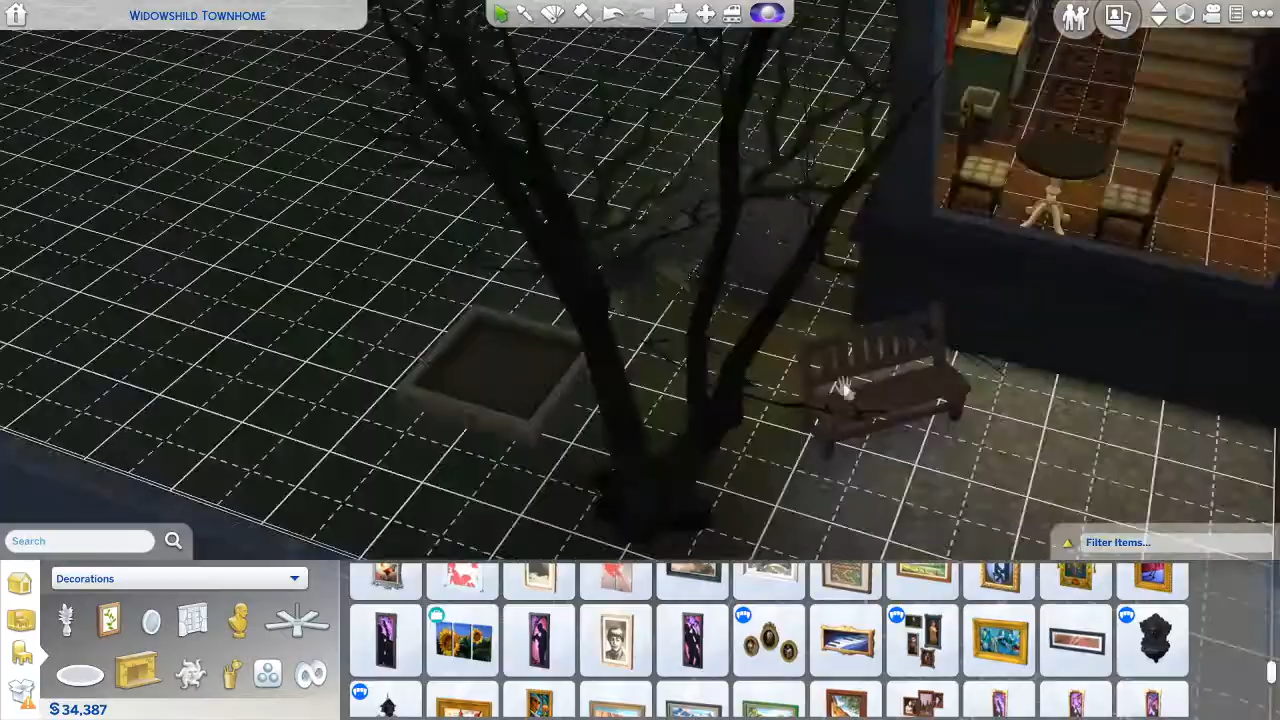 Widowshild Townhome
Search
Filter Items...
Decorations
§34,387